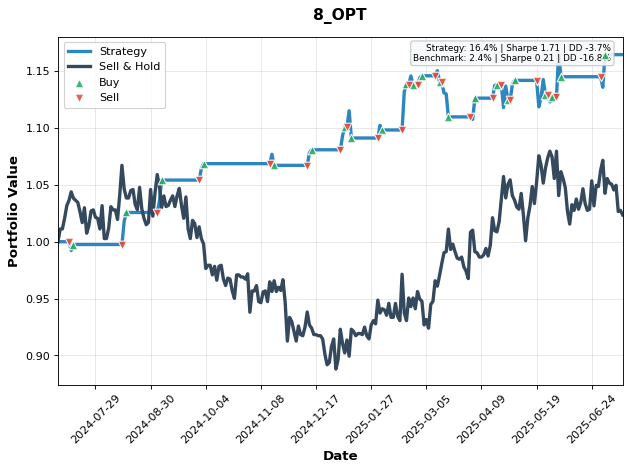 8_OPT
Strategy
Sell & Hold
Buy
Sell
Strategy: 16.4% | Sharpe 1.71 | DD -3.7%
Benchmark: 2.4% | Sharpe 0.21 | DD -16.8%
Portfolio Value
1.15
1.10
1.05
1.00
0.95
0.90
2024-07-29
2024-08-30
2024-10-04
2024-11-08
2024-12-17
2025-01-27
2025-03-05
2025-04-09
2025-05-19
2025-06-24
Date